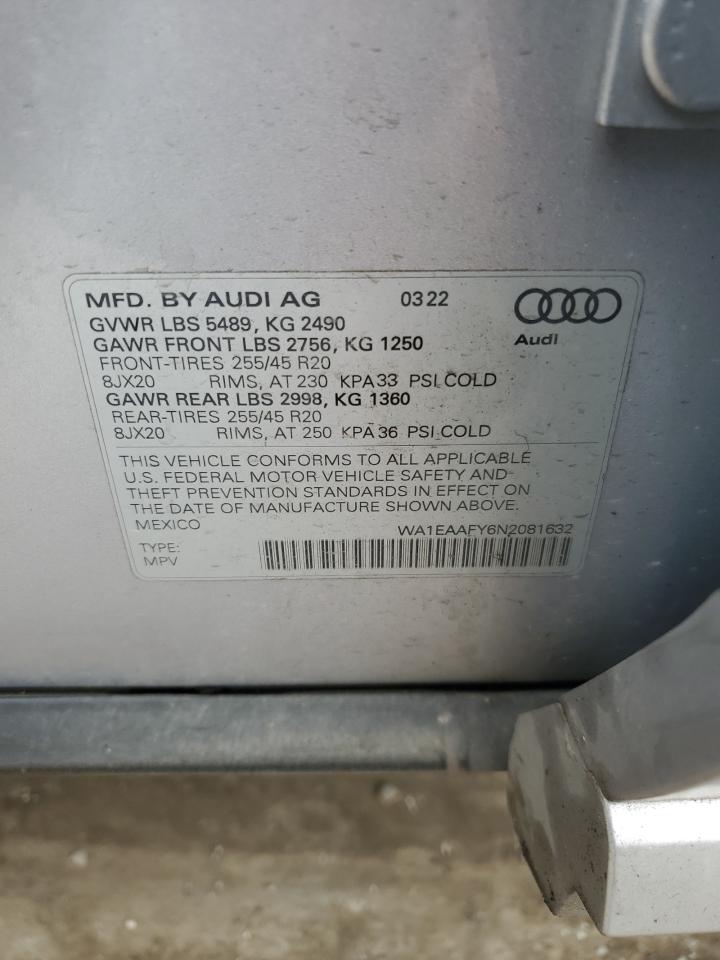 MFD. BY AUDI AG 03 22
GVWR LBS 5489, KG 2490
GAWR FRONT LBS 2756, KG 1250
Audi
FRONT-TIRES 255/45 R20
8JX20 RIMS, AT 230 KPA 33 PSI COLD
GAWR REAR LBS 2998, KG 1360
REAR-TIRES 255/45 R20
8JX20 RIMS, AT 250 KPA 36 PSI COLD
THIS VEHICLE CONFORMS TO ALL APPLICABLE
U.S. FEDERAL MOTOR VEHICLE SAFETY AND
THEFT PREVENTION STANDARDS IN EFFECT ON
THE DATE OF MANUFACTURE SHOWN ABOVE.
MEXICO WA1EAAFY6N2081632
TYPE:
MPV